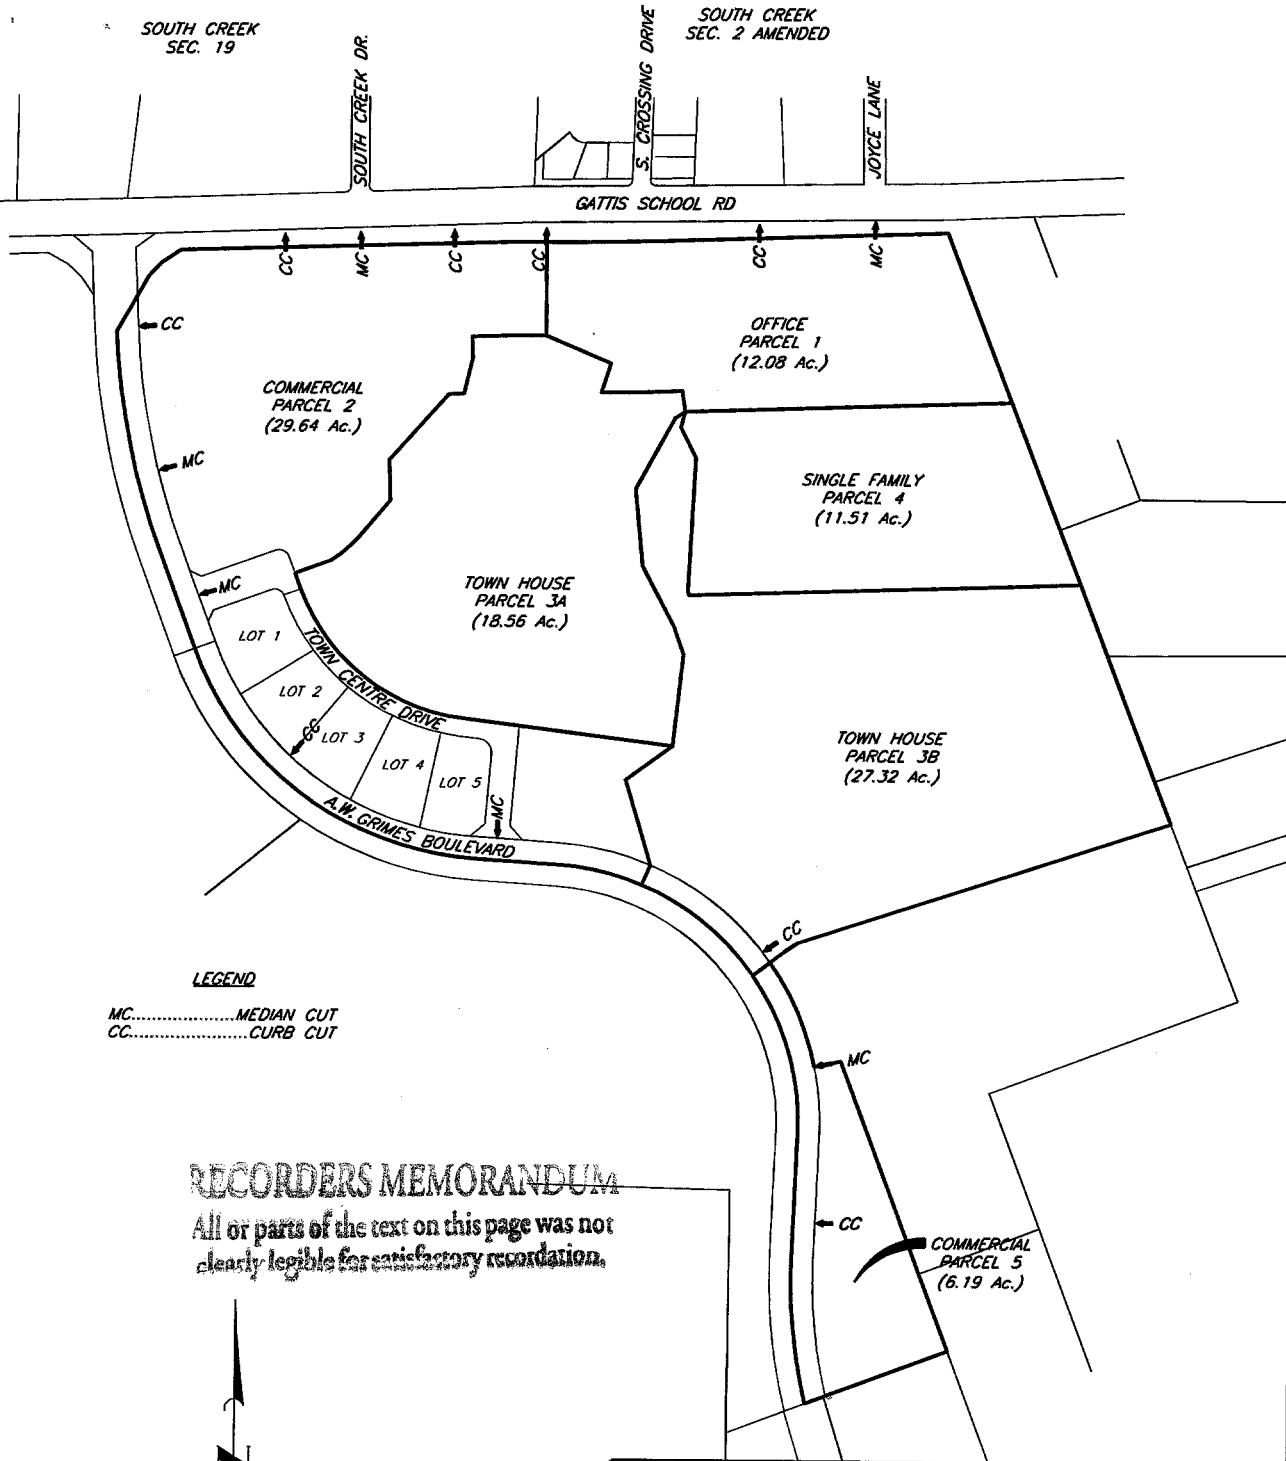 SOUTH CREEK
SEC. 19
SOUTH CREEK DR.
S. CROSSING DRIVE
SOUTH CREEK
SEC. 2 AMENDED
JOYCE LANE
GATTIS SCHOOL RD
CC
MC
CC
CC
CC
MC
CC
OFFICE
PARCEL 1
(12.08 Ac.)
COMMERCIAL
PARCEL 2
(29.64 Ac.)
MC
SINGLE FAMILY
PARCEL 4
(11.51 Ac.)
MC
TOWN HOUSE
PARCEL 3A
(18.56 Ac.)
LOT 1
TOWN CENTRE DRIVE
LOT 2
CC
LOT 3
LOT 4
LOT 5
MC
TOWN HOUSE
PARCEL 3B
(27.32 Ac.)
A.W. GRIMES BOULEVARD
CC
LEGEND
MC..................MEDIAN CUT
CC....................CURB CUT
MC
RECORDERS MEMORANDUM
All or parts of the text on this page was not
clearly legible for satisfactory recordation.
CC
COMMERCIAL
PARCEL 5
(6.19 Ac.)